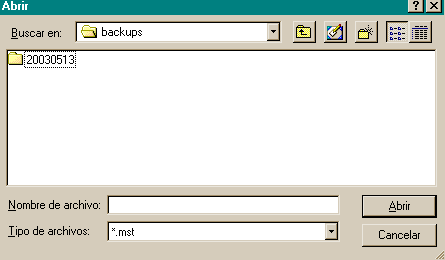 Abrir
Buscar en: backups
20030513
Nombre de archivo: Abrir
Tipo de archivos: *.mst Cancelar